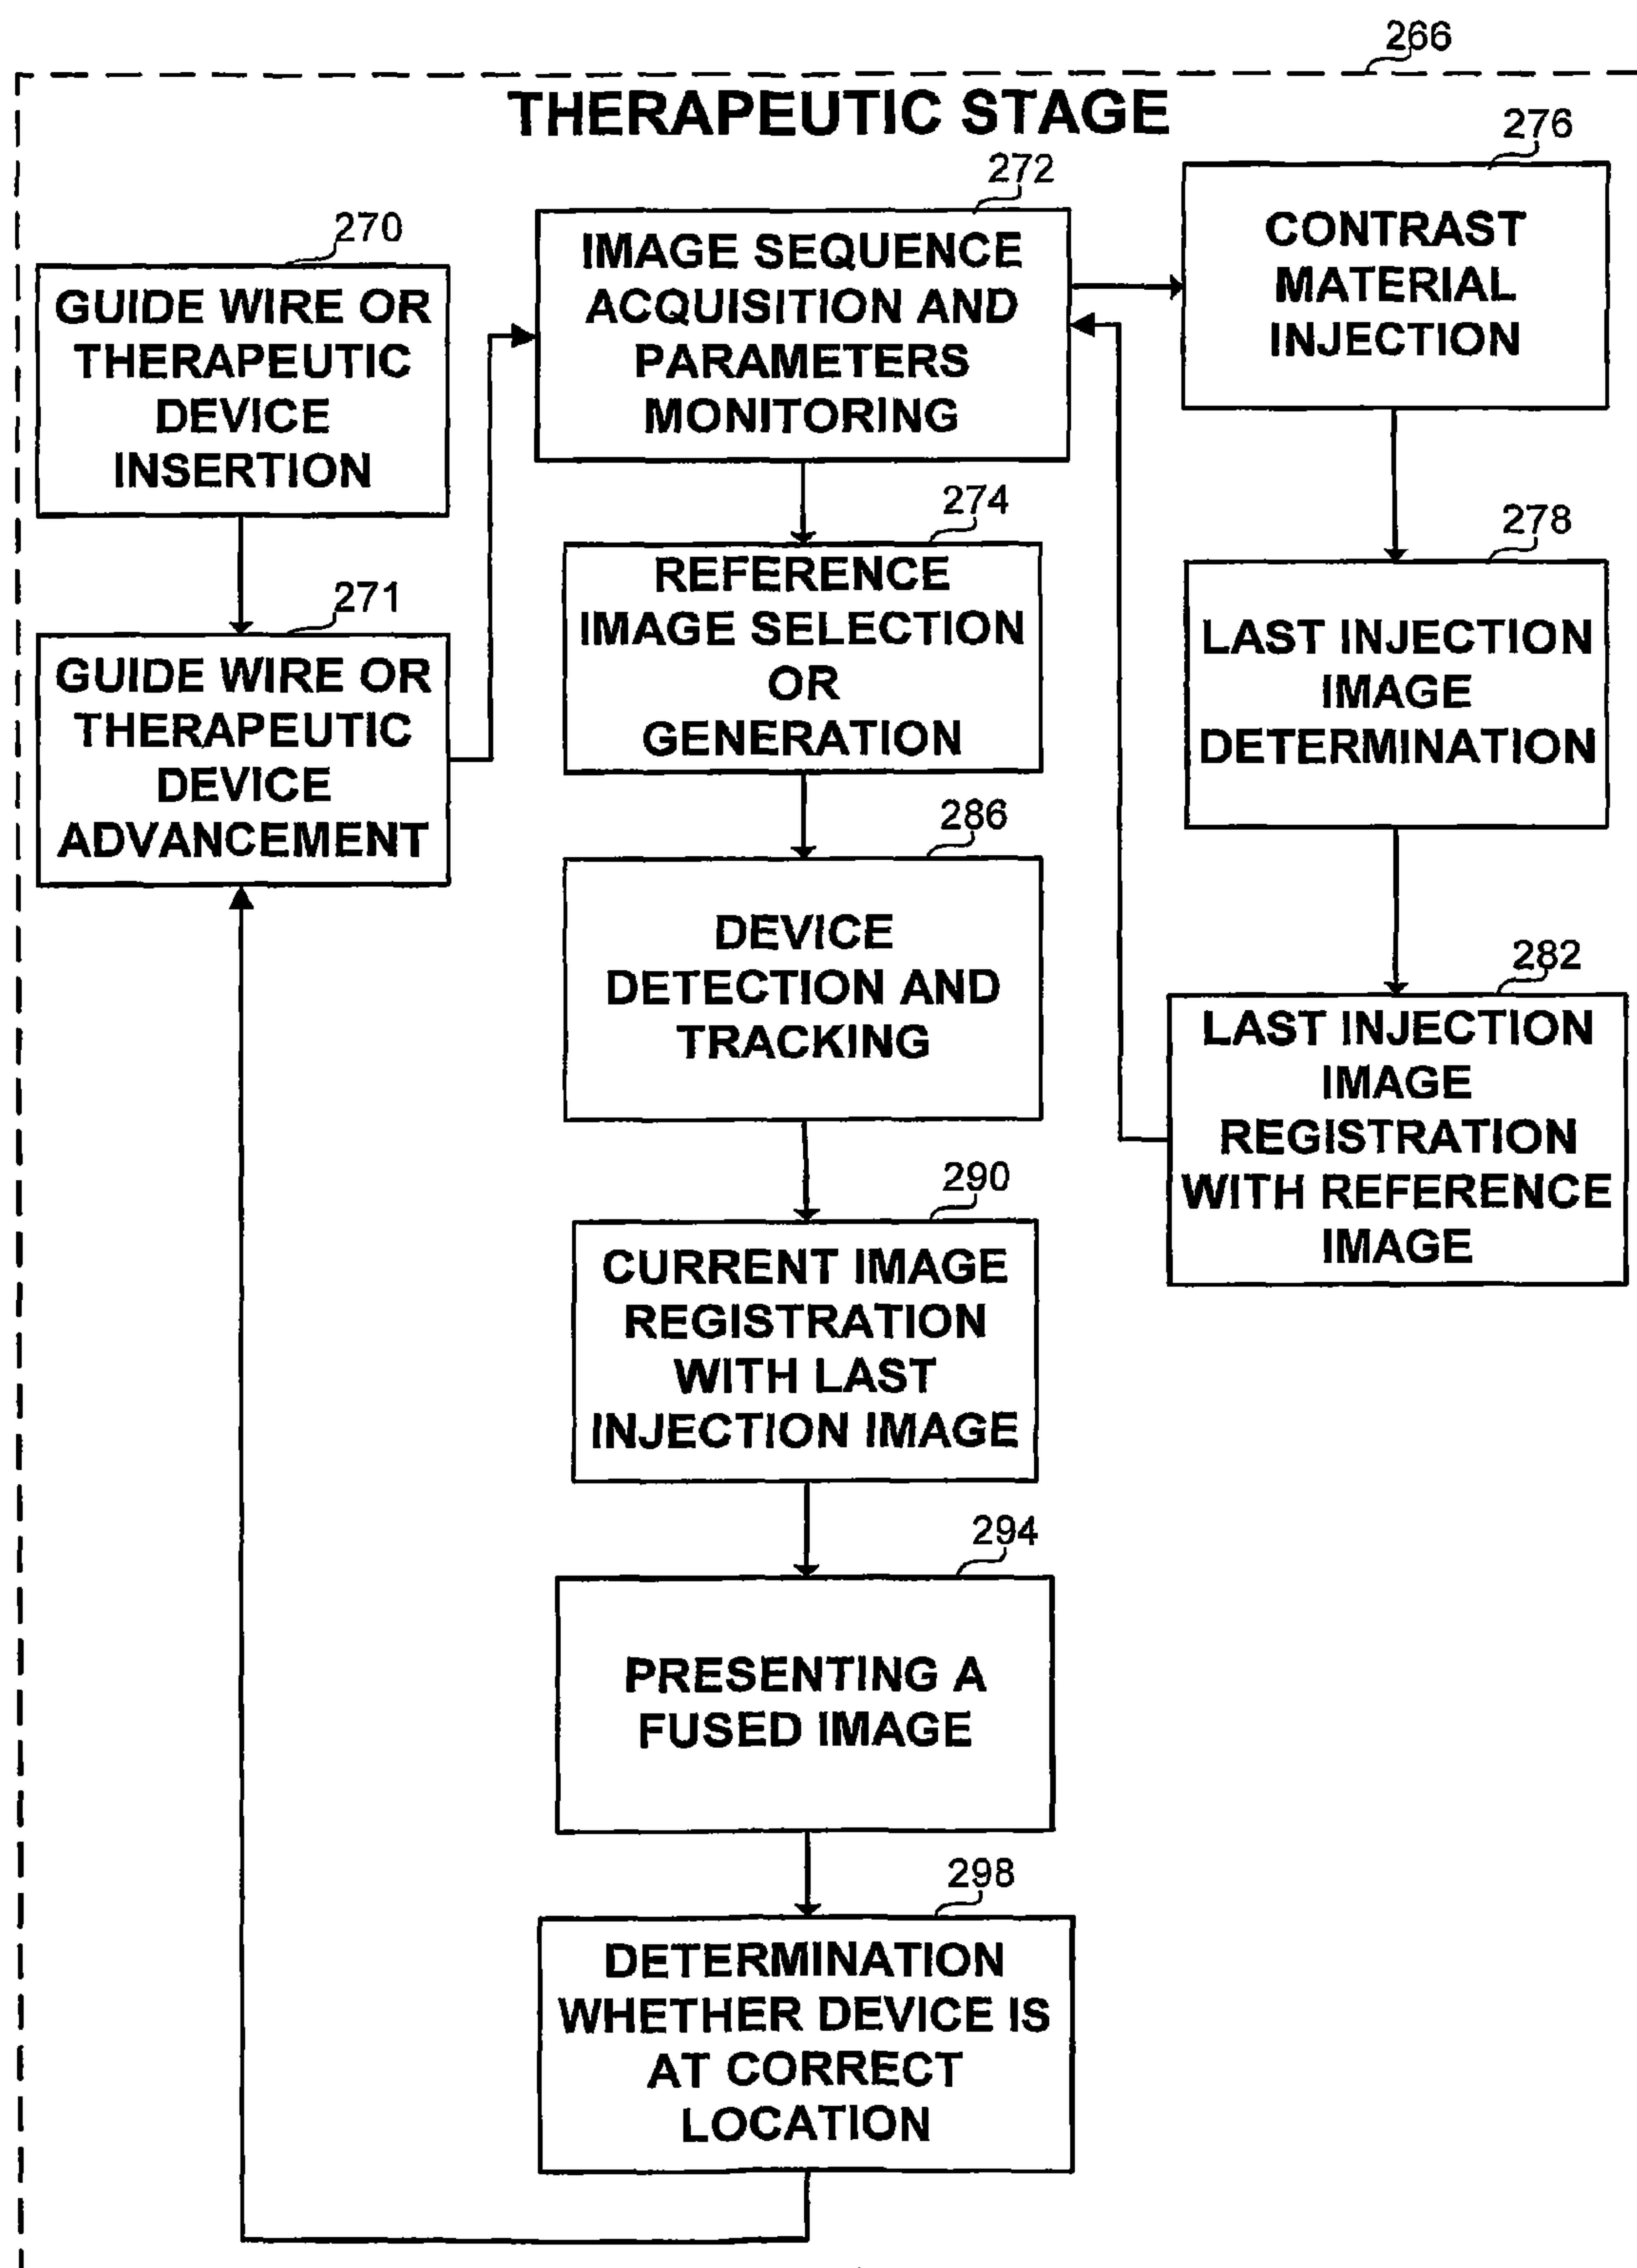 266
THERAPEUTIC STAGE
270
GUIDE WIRE OR
THERAPEUTIC
DEVICE
INSERTION
271
GUIDE WIRE OR
THERAPEUTIC
DEVICE
ADVANCEMENT
272
IMAGE SEQUENCE
ACQUISITION AND
PARAMETERS
MONITORING
274
REFERENCE
IMAGE SELECTION
OR
GENERATION
286
DEVICE
DETECTION AND
TRACKING
290
CURRENT IMAGE
REGISTRATION
WITH LAST
INJECTION IMAGE
294
PRESENTING A
FUSED IMAGE
298
DETERMINATION
WHETHER DEVICE IS
AT CORRECT
LOCATION
276
CONTRAST
MATERIAL
INJECTION
278
LAST INJECTION
IMAGE
DETERMINATION
282
LAST INJECTION
IMAGE
REGISTRATION
WITH REFERENCE
IMAGE